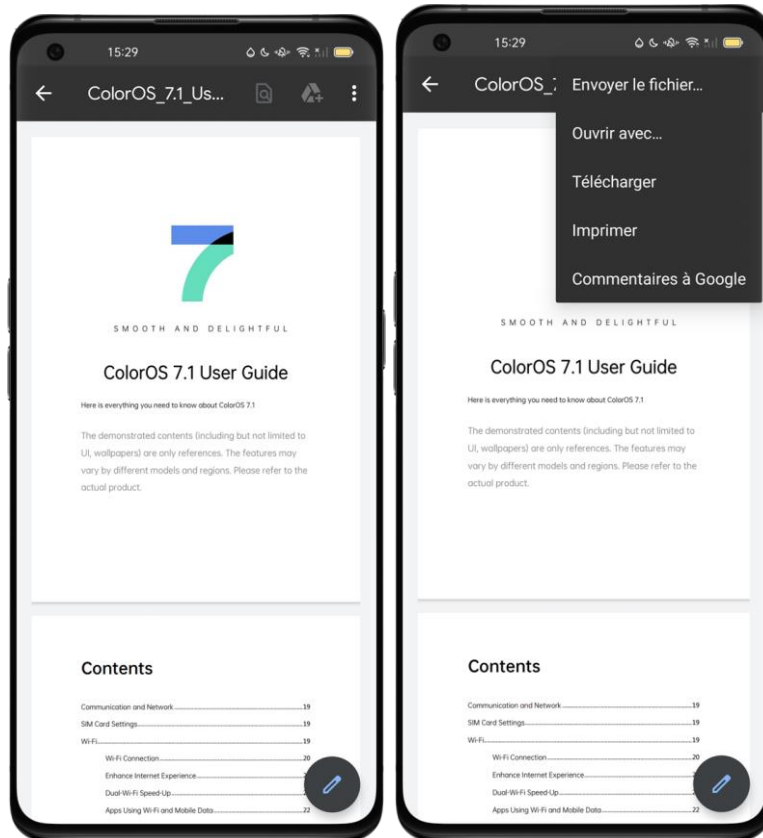 15:29
ColorOS_7.1_Us...
7
SMOOTH AND DELIGHTFUL
ColorOS 7.1 User Guide
Here is everything you need to know about ColorOS 7.1
The demonstrated contents (including but not limited to
UI, wallpapers) are only references. The features may
vary by different models and regions. Please refer to the
actual product.
Contents
Communication and Network 19
SIM Card Settings 19
Wi-Fi 19
Wi-Fi Connection 20
Enhance Internet Experience
Dual-Wi-Fi Speed-Up
Apps Using Wi-Fi and Mobile Data 22
15:29
ColorOS_7
Envoyer le fichier...
Ouvrir avec...
Télécharger
Imprimer
Commentaires à Google
SMOOTH AND DELIGHTFUL
ColorOS 7.1 User Guide
Here is everything you need to know about ColorOS 7.1
The demonstrated contents (including but not limited to
UI, wallpapers) are only references. The features may
vary by different models and regions. Please refer to the
actual product.
Contents
Communication and Network 19
SIM Card Settings 19
Wi-Fi 19
Wi-Fi Connection 20
Enhance Internet Experience
Dual-Wi-Fi Speed-Up
Apps Using Wi-Fi and Mobile Data 22